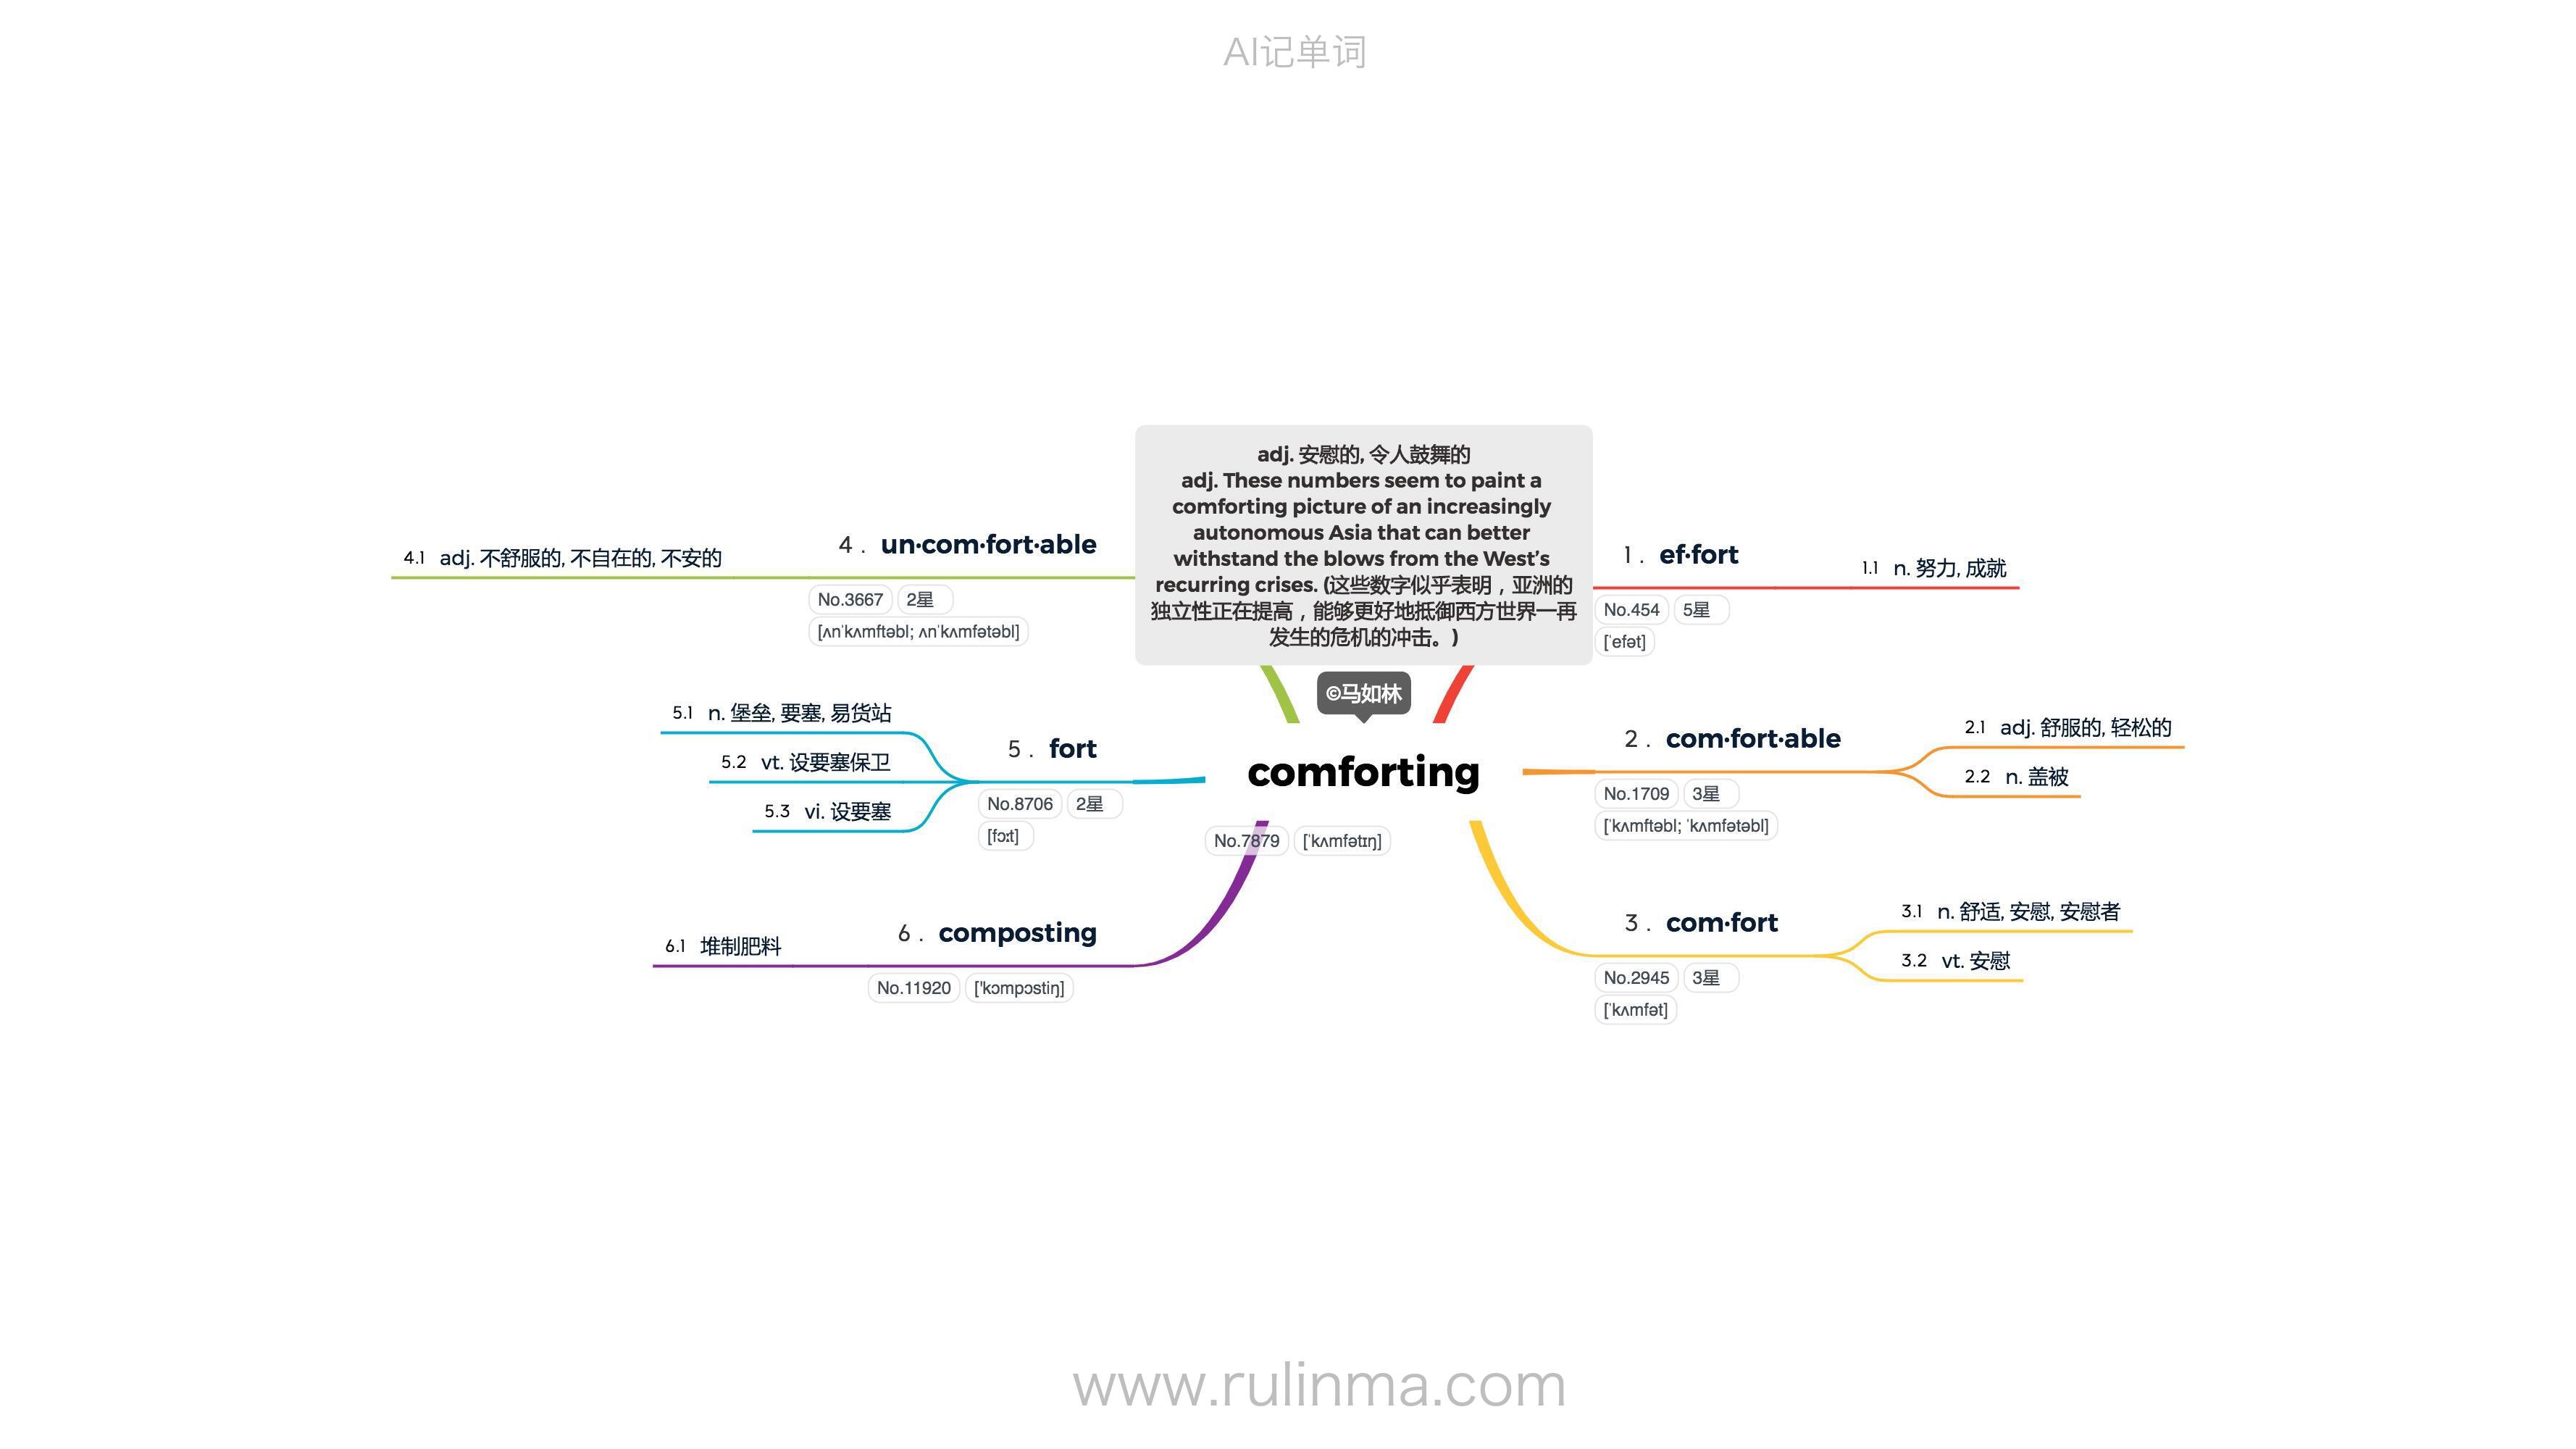 AI记单词
adj. 安慰的, 令人鼓舞的
adj. These numbers seem to paint a
comforting picture of an increasingly
autonomous Asia that can better
withstand the blows from the West’s
recurring crises. (这些数字似乎表明，亚洲的
独立性正在提高，能够更好地抵御西方世界一再
发生的危机的冲击。)
©马如林
comforting
No.7879 [ˈkʌmfətɪŋ]
1. ef·fort
No.454 5星
[ˈefət]
1.1 n. 努力, 成就
2. com·fort·able
No.1709 3星
[ˈkʌmftəbl; ˈkʌmfətəbl]
2.1 adj. 舒服的, 轻松的
2.2 n. 盖被
3. com·fort
No.2945 3星
[ˈkʌmfət]
3.1 n. 舒适, 安慰, 安慰者
3.2 vt. 安慰
4. un·com·fort·able
No.3667 2星
[ʌnˈkʌmftəbl; ʌnˈkʌmfətəbl]
4.1 adj. 不舒服的, 不自在的, 不安的
5. fort
No.8706 2星
[fɔːt]
5.1 n. 堡垒, 要塞, 易货站
5.2 vt. 设要塞保卫
5.3 vi. 设要塞
6. composting
No.11920 ['kɔmpɔstiŋ]
6.1 堆制肥料
www.rulinma.com